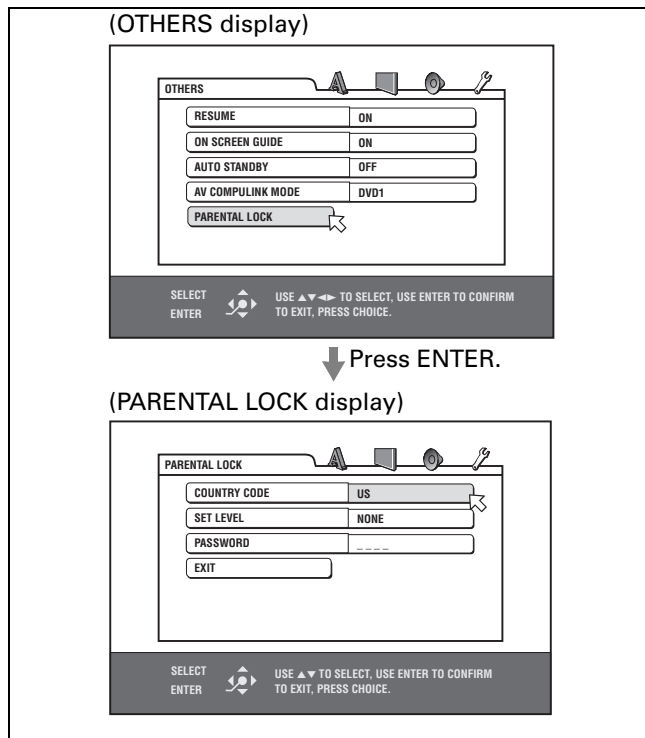 (OTHERS display)
OTHERS
RESUME ON
ON SCREEN GUIDE ON
AUTO STANDBY OFF
AV COMPULINK MODE DVD1
PARENTAL LOCK
SELECT USE ▲▼◄► TO SELECT, USE ENTER TO CONFIRM
ENTER TO EXIT, PRESS CHOICE.
Press ENTER.
(PARENTAL LOCK display)
PARENTAL LOCK
COUNTRY CODE US
SET LEVEL NONE
PASSWORD _ _ _ _
EXIT
SELECT USE ▲▼ TO SELECT, USE ENTER TO CONFIRM
ENTER TO EXIT, PRESS CHOICE.